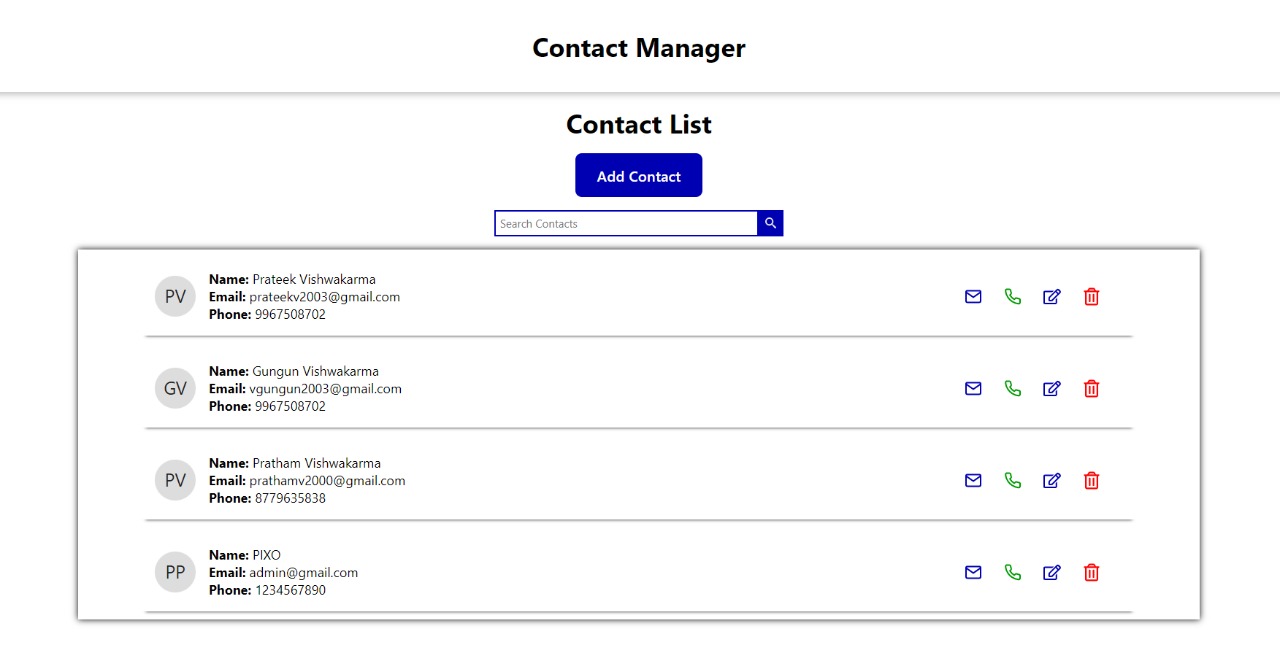 Contact Manager
Contact List
Add Contact
Search Contacts
PV
Name: Prateek Vishwakarma
Email: prateekv2003@gmail.com
Phone: 9967508702
GV
Name: Gungun Vishwakarma
Email: vgungun2003@gmail.com
Phone: 9967508702
PV
Name: Pratham Vishwakarma
Email: prathamv2000@gmail.com
Phone: 8779635838
PP
Name: PIXO
Email: admin@gmail.com
Phone: 1234567890